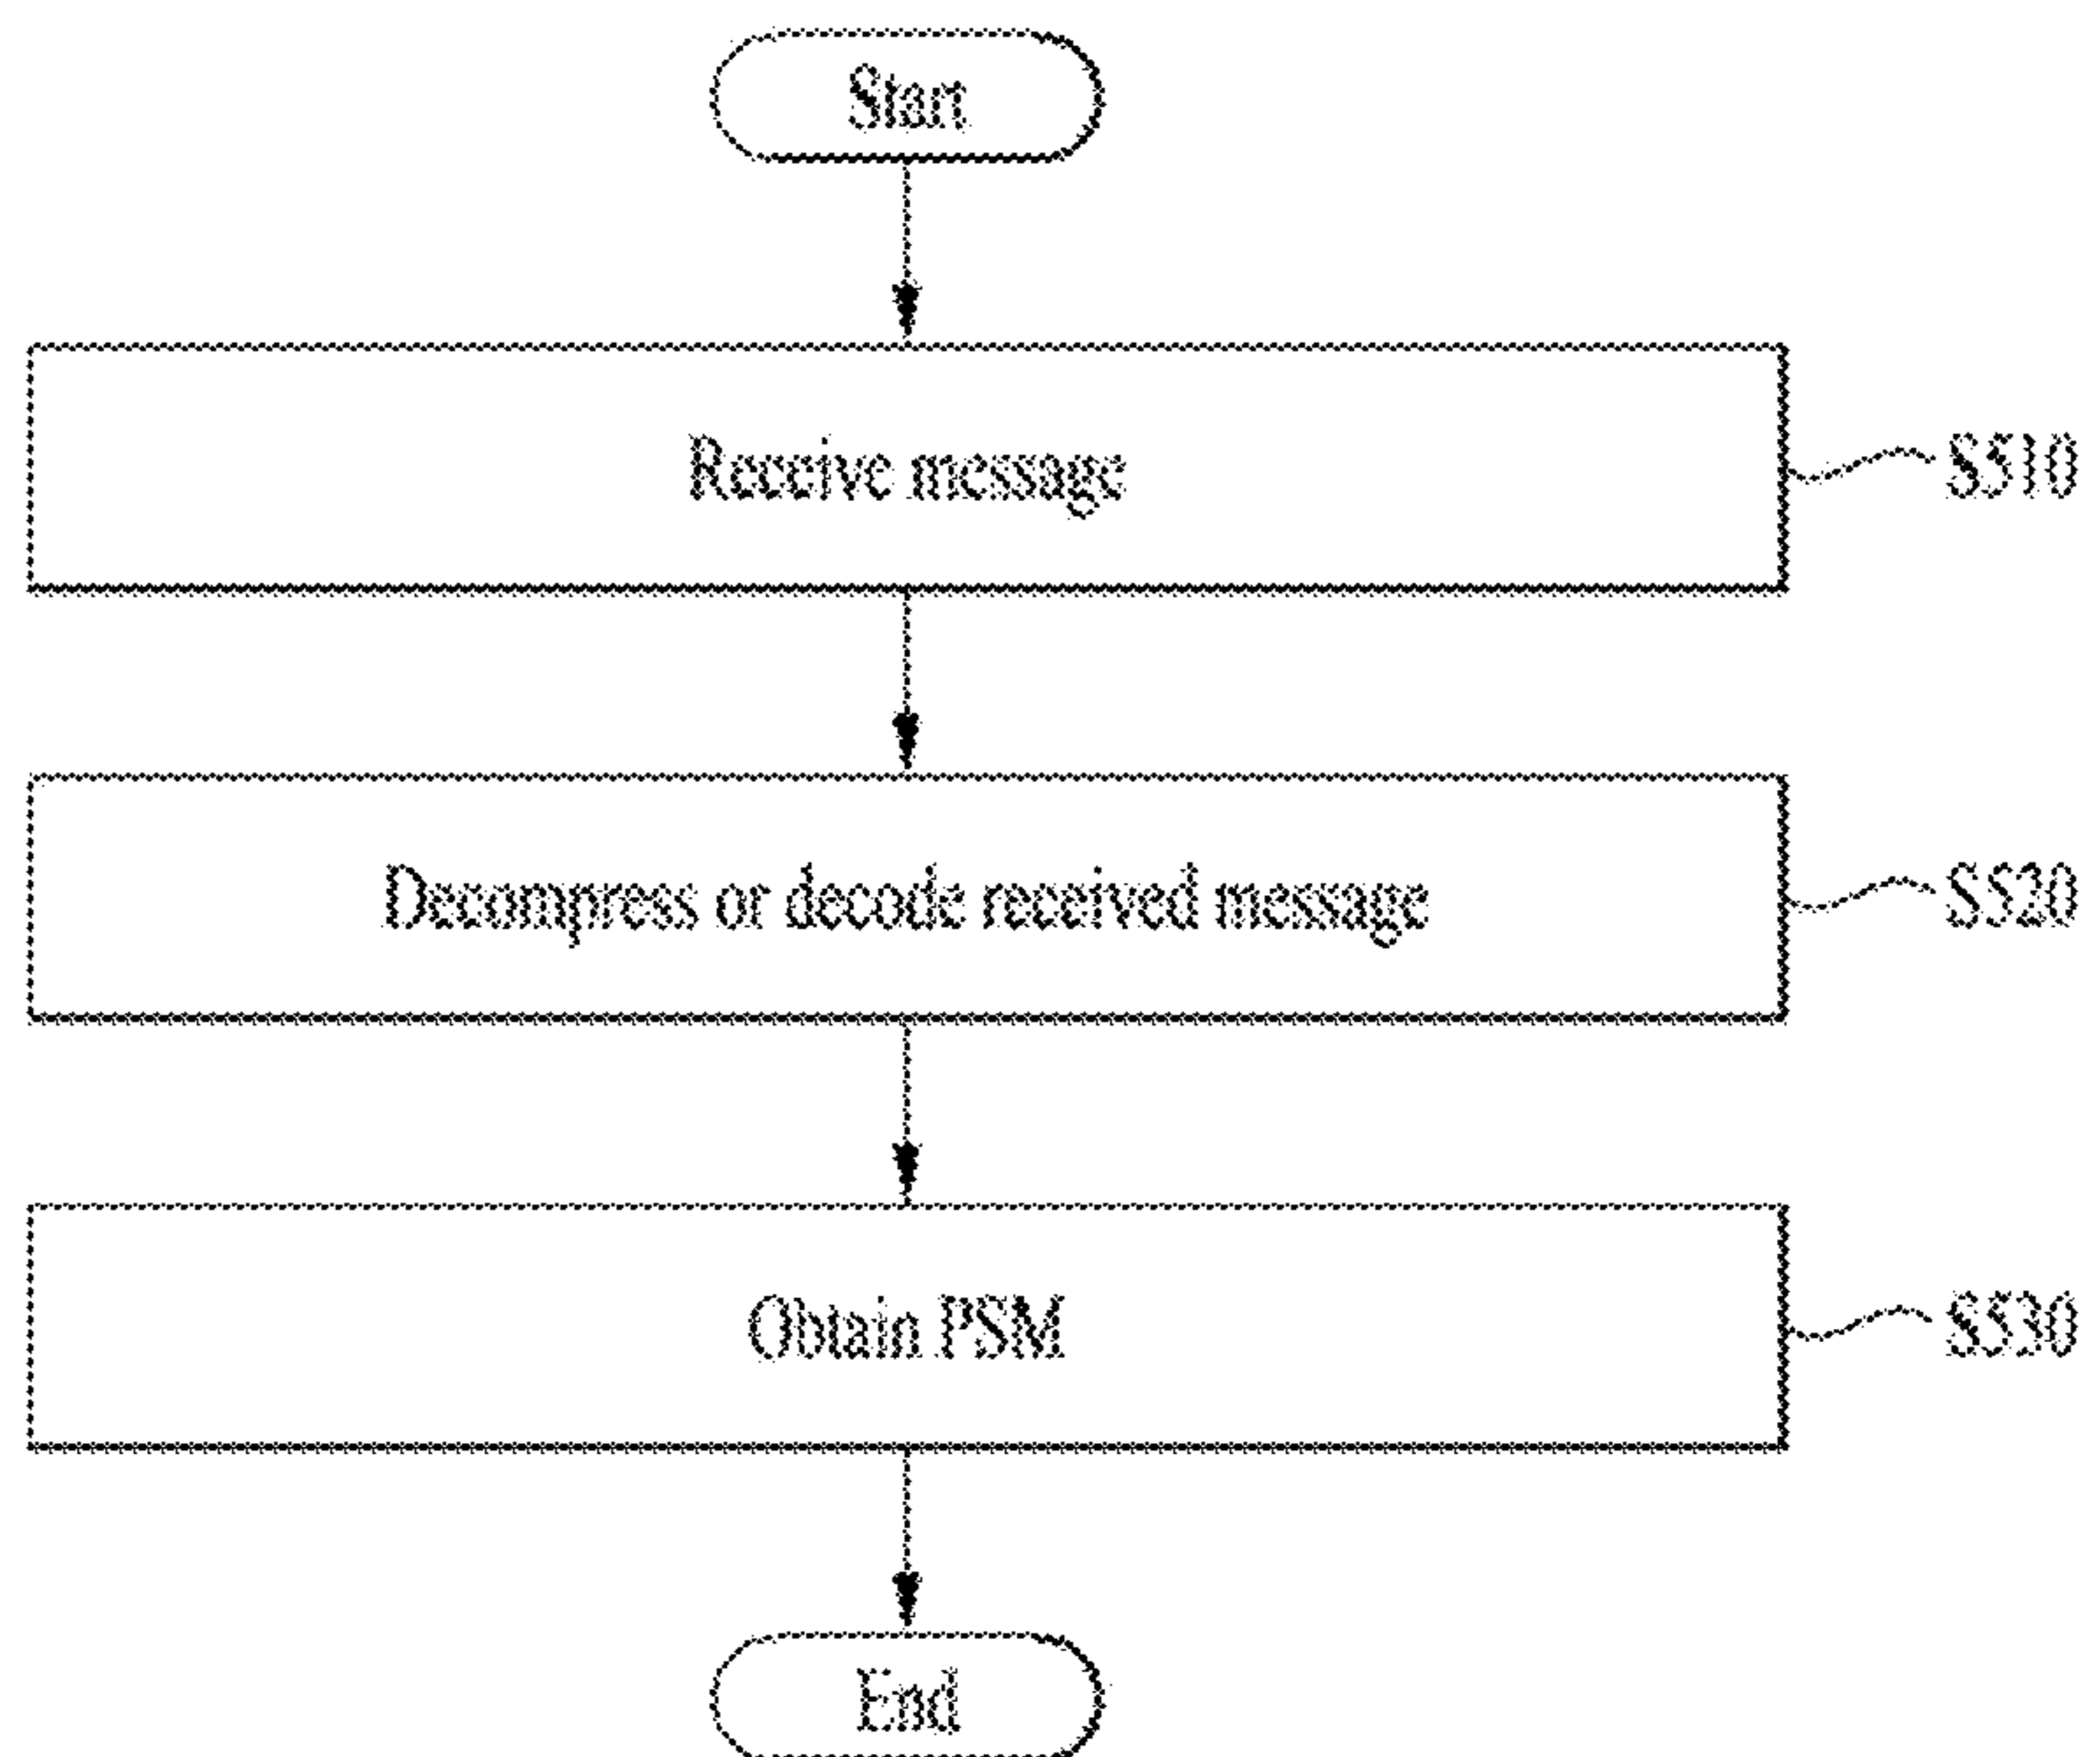 Start
Receive message
S510
Decompress or decode received message
S520
Obtain PSM
S530
End